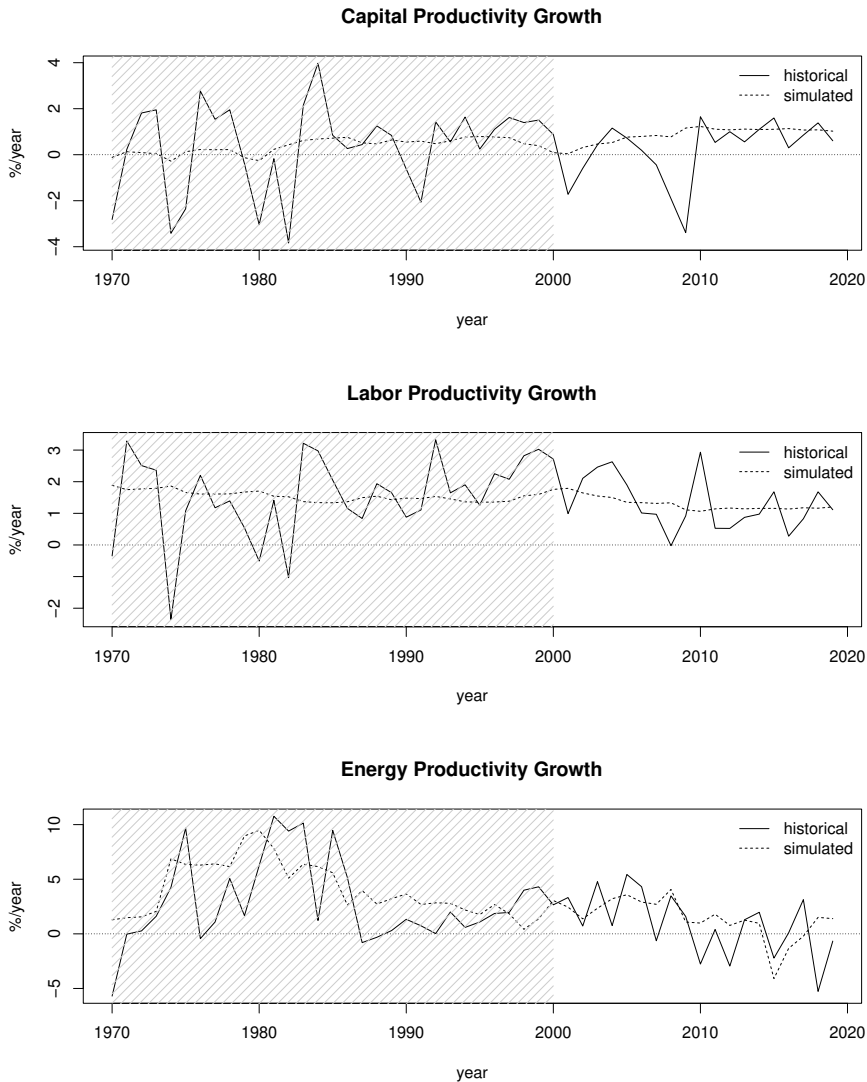 Capital Productivity Growth
%/year
4
2
0
−2
−4
historical
simulated
1970 1980 1990 2000 2010 2020
year
Labor Productivity Growth
%/year
3
2
1
0
−2
historical
simulated
1970 1980 1990 2000 2010 2020
year
Energy Productivity Growth
%/year
10
5
0
−5
historical
simulated
1970 1980 1990 2000 2010 2020
year